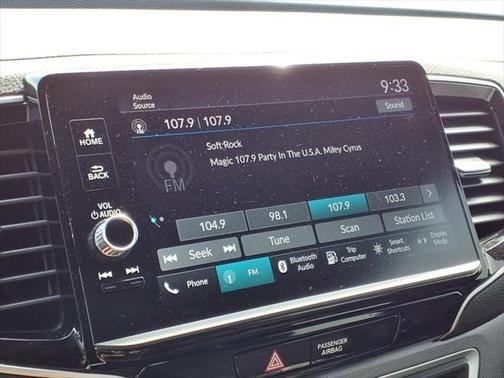 Audio
Source
9:33
107.9 | 107.9
Sound
HOME
BACK
VOL
AUDIO
Soft Rock
Magic 107.9 Party In The U.S.A. Miley Cyrus
FM
104.9
98.1
107.9
103.3
Seek
Tune
Scan
Station List
Phone
FM
Bluetooth
Audio
Trip
Computer
Smart
Shortcuts
Display
Mode
PASSENGER
AIRBAG